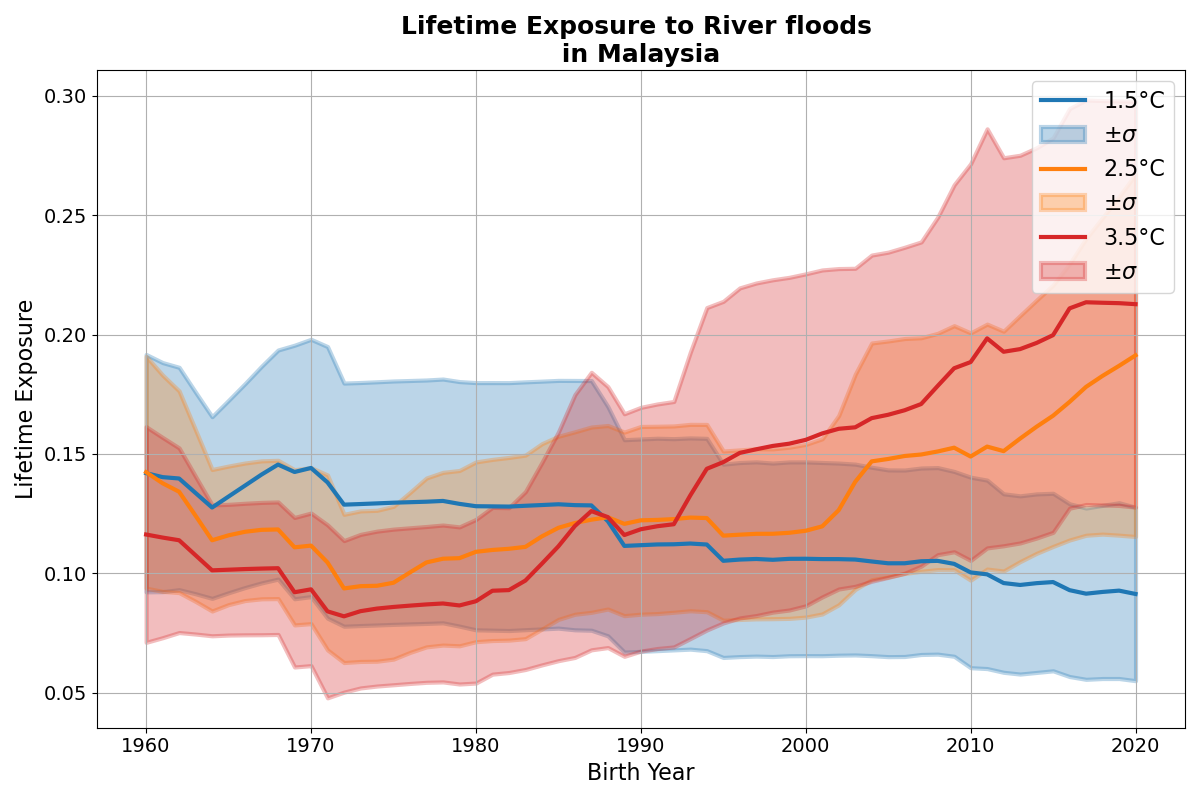 Lifetime Exposure to River floods
in Malaysia
Lifetime Exposure
0.30
0.25
0.20
0.15
0.10
0.05
1960
1970
1980
1990
2000
2010
2020
Birth Year
1.5°C
±σ
2.5°C
±σ
3.5°C
±σ